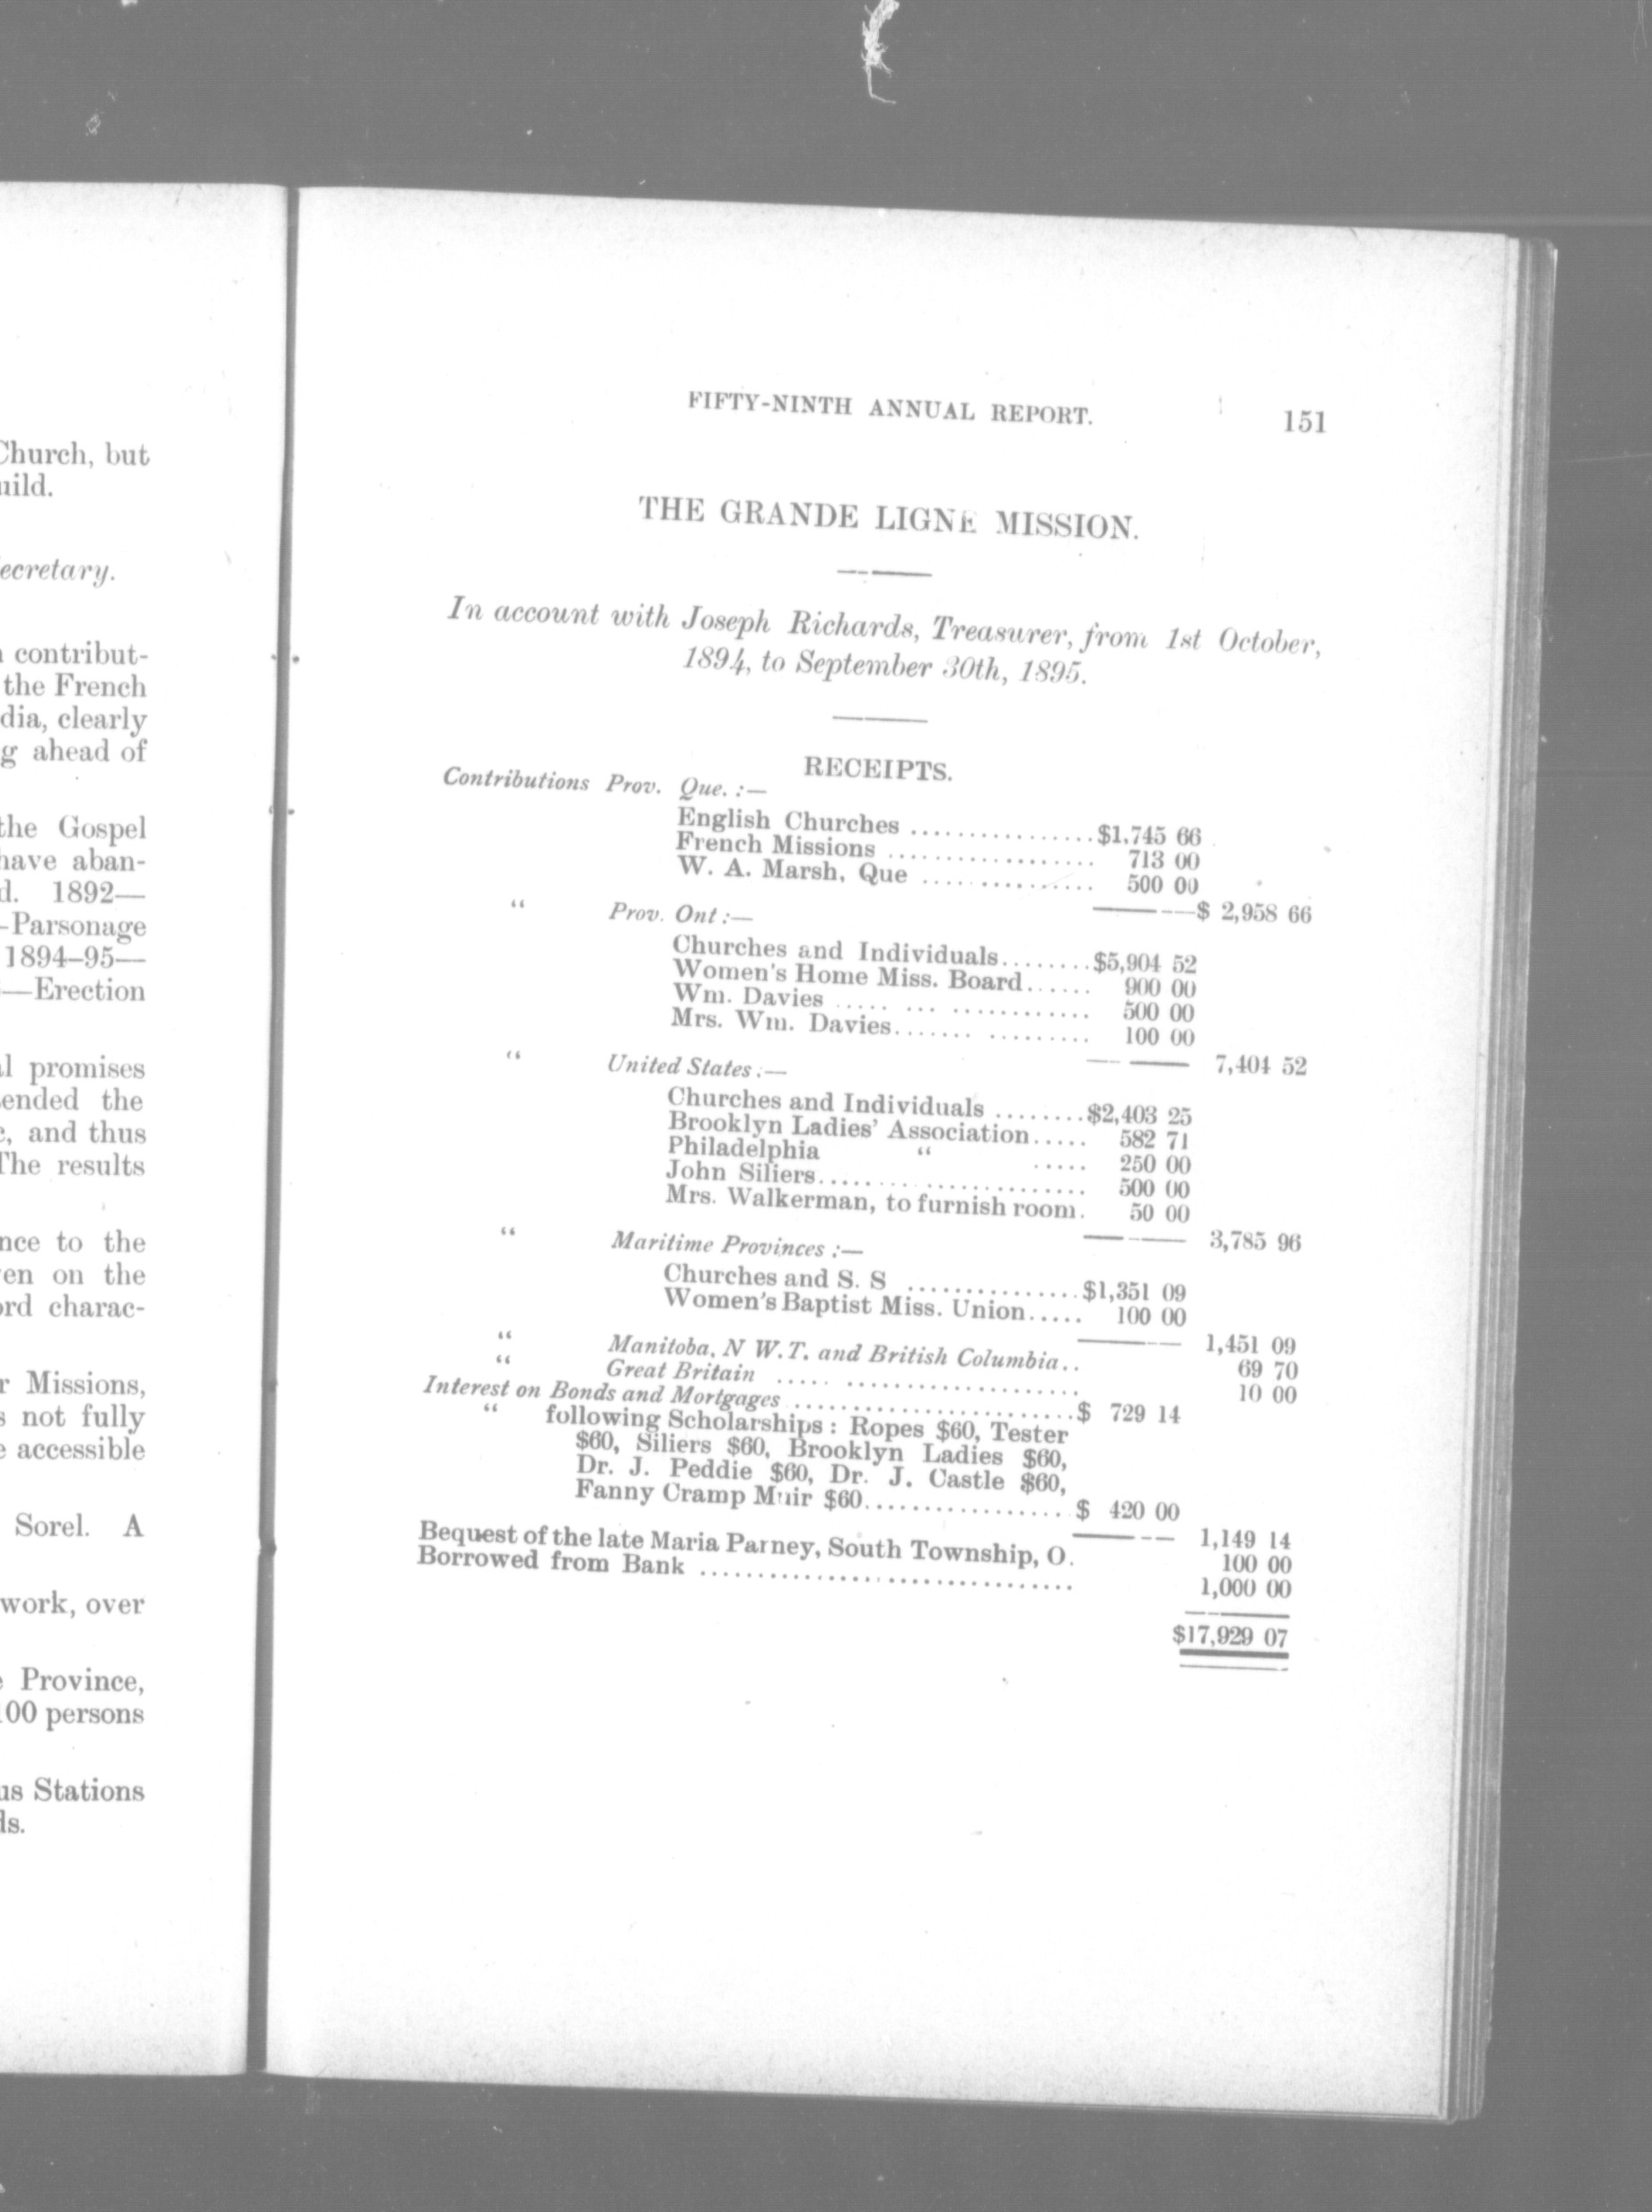 Church, but
uild.
ecretary.
contribut-
the French
dia, clearly
g ahead of
the Gospel
have aban-
d. 1892—
-Parsonage
1894-95—
—Erection
al promises
ended the
c, and thus
The results
nce to the
en on the
ord charac-
r Missions,
s not fully
e accessible
Sorel. A
work, over
e Province,
100 persons
us Stations
ds.
FIFTY-NINTH ANNUAL REPORT. 151
THE GRANDE LIGNE MISSION.
In account with Joseph Richards, Treasurer, from 1st October,
1894, to September 30th, 1895.
RECEIPTS.
Contributions Prov. Que. :—
English Churches ................ $1,745 66
French Missions .................. 713 00
W. A. Marsh, Que ................. 500 00
———$ 2,958 66
“ Prov. Ont :—
Churches and Individuals........ $5,904 52
Women's Home Miss. Board...... 900 00
Wm. Davies ..... ... ............ 500 00
Mrs. Wm. Davies....... ......... 100 00
——— 7,404 52
“ United States :—
Churches and Individuals ........ $2,403 25
Brooklyn Ladies' Association..... 582 71
Philadelphia “ ..... 250 00
John Siliers......................... 500 00
Mrs. Walkerman, to furnish room. 50 00
——— 3,785 96
“ Maritime Provinces :—
Churches and S. S ............... $1,351 09
Women's Baptist Miss. Union..... 100 00
——— 1,451 09
“ Manitoba, N W. T. and British Columbia.. 69 70
“ Great Britain ..... ..................... 10 00
Interest on Bonds and Mortgages ......................... $ 729 14
“ following Scholarships : Ropes $60, Tester
$60, Siliers $60, Brooklyn Ladies $60,
Dr. J. Peddie $60, Dr. J. Castle $60,
Fanny Cramp Muir $60................... $ 420 00
——— 1,149 14
Bequest of the late Maria Parney, South Township, O. 100 00
Borrowed from Bank .................................. 1,000 00
$17,929 07